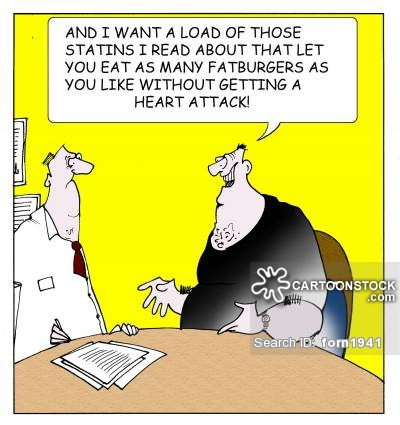 AND I WANT A LOAD OF THOSE
STATINS I READ ABOUT THAT LET
YOU EAT AS MANY FATBURGERS AS
YOU LIKE WITHOUT GETTING A
HEART ATTACK!
CARTOONSTOCK
.com
Search ID: forn1941